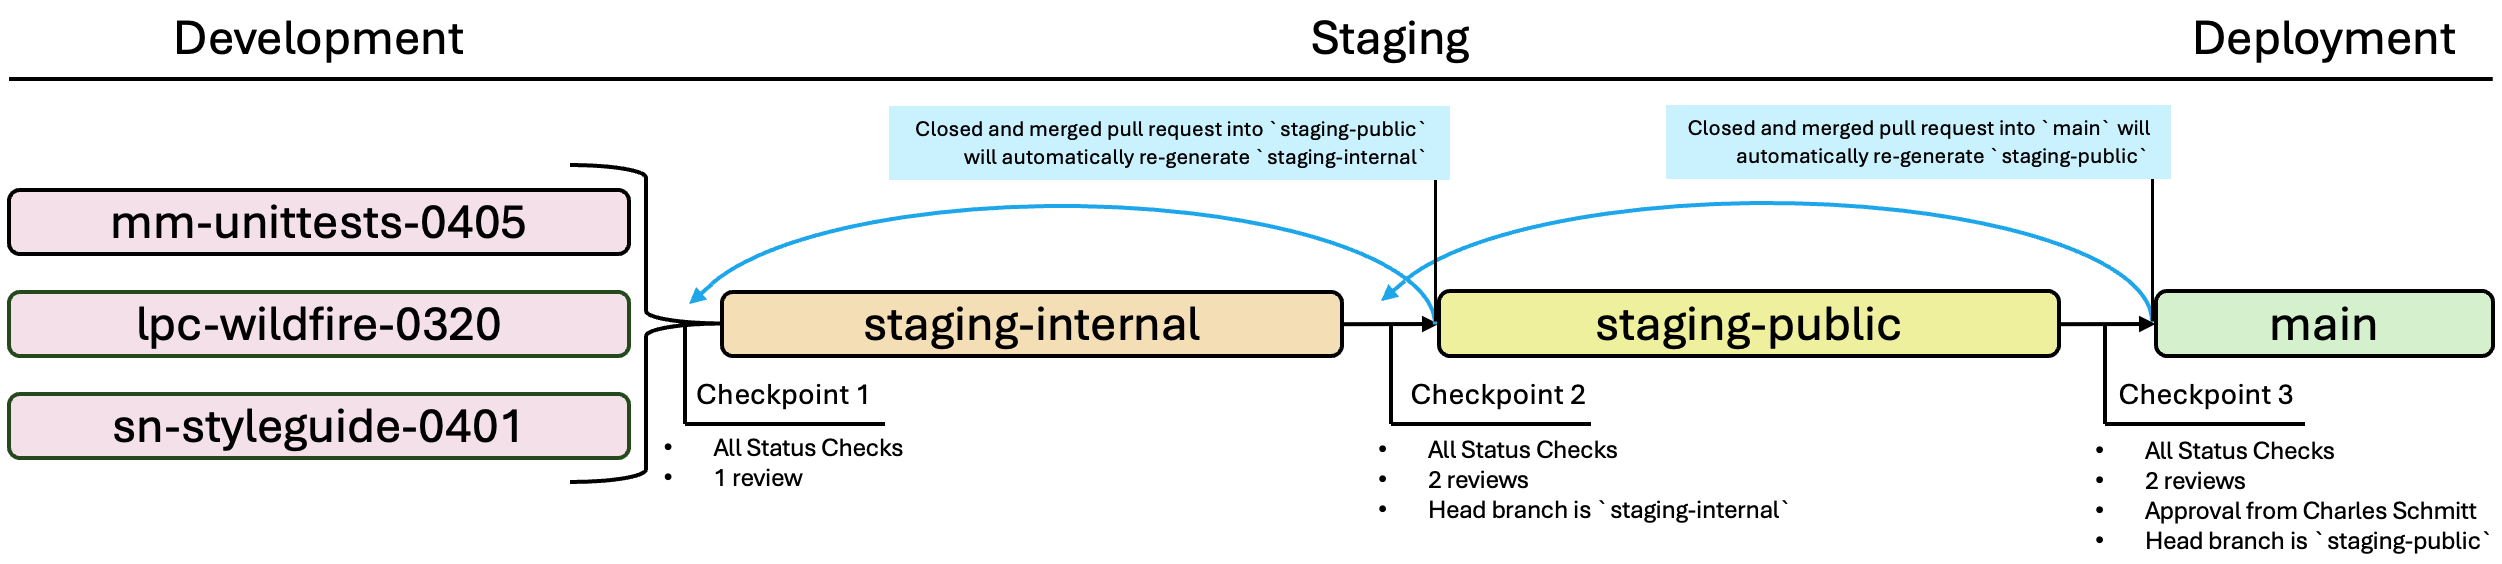 Development
Staging
Deployment
Closed and merged pull request into `staging-public`
will automatically re-generate `staging-internal`
Closed and merged pull request into `main` will
automatically re-generate `staging-public`
mm-unittests-0405
lpc-wildfire-0320
sn-styleguide-0401
staging-internal
staging-public
main
Checkpoint 1
• All Status Checks
• 1 review
Checkpoint 2
• All Status Checks
• 2 reviews
• Head branch is `staging-internal`
Checkpoint 3
• All Status Checks
• 2 reviews
• Approval from Charles Schmitt
• Head branch is `staging-public`